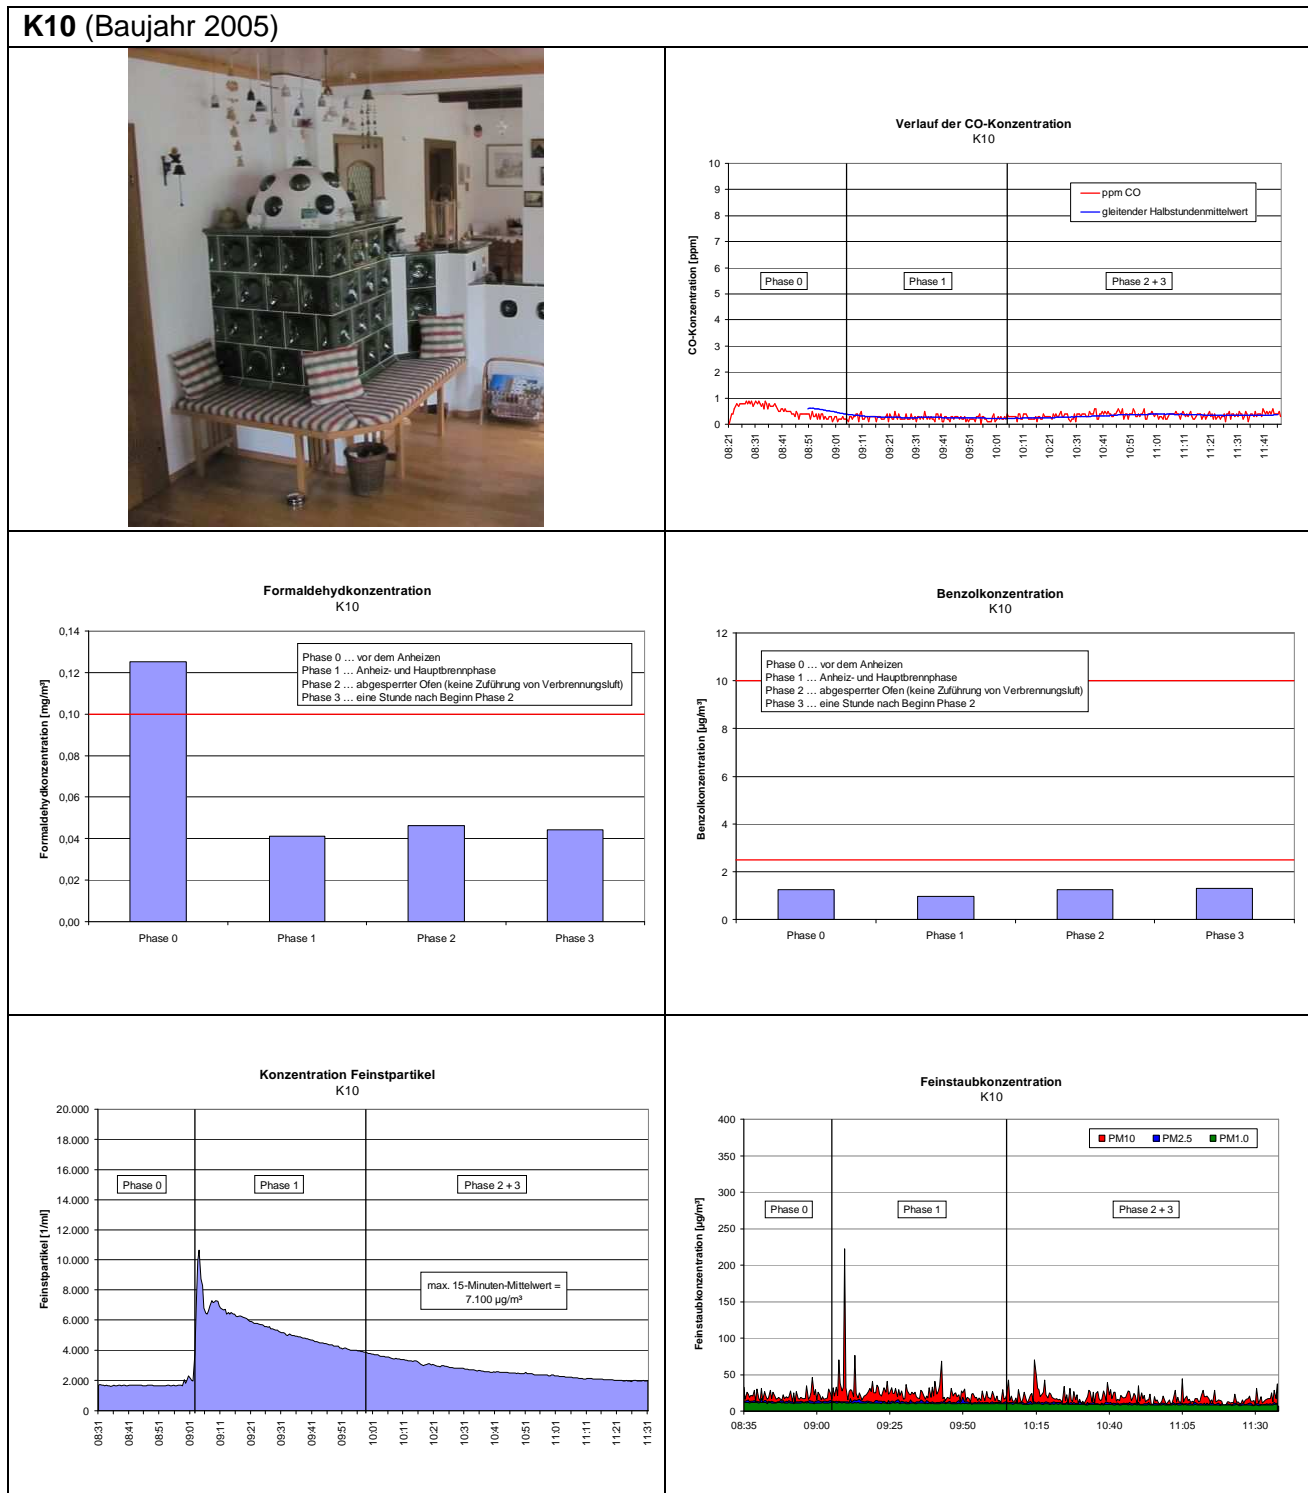 K10 (Baujahr 2005)
Verlauf der CO-Konzentration
K10
CO-Konzentration [ppm]
10
9
8
7
6
5
4
3
2
1
0
ppm CO
gleitender Halbstundenmittelwert
Phase 0
Phase 1
Phase 2 + 3
08:21
08:31
08:41
08:51
09:01
09:11
09:21
09:31
09:41
09:51
10:01
10:11
10:21
10:31
10:41
10:51
11:01
11:11
11:21
11:31
11:41
Formaldehydkonzentration
K10
Formaldehydkonzentration [mg/m³]
0,14
0,12
0,10
0,08
0,06
0,04
0,02
0,00
Phase 0 ... vor dem Anheizen
Phase 1 ... Anheiz- und Hauptbrennphase
Phase 2 ... abgesperrter Ofen (keine Zuführung von Verbrennungsluft)
Phase 3 ... eine Stunde nach Beginn Phase 2
Phase 0
Phase 1
Phase 2
Phase 3
Benzolkonzentration
K10
Benzolkonzentration [µg/m³]
12
10
8
6
4
2
0
Phase 0 ... vor dem Anheizen
Phase 1 ... Anheiz- und Hauptbrennphase
Phase 2 ... abgesperrter Ofen (keine Zuführung von Verbrennungsluft)
Phase 3 ... eine Stunde nach Beginn Phase 2
Phase 0
Phase 1
Phase 2
Phase 3
Konzentration Feinstpartikel
K10
Feinstpartikel [1/ml]
20.000
18.000
16.000
14.000
12.000
10.000
8.000
6.000
4.000
2.000
0
Phase 0
Phase 1
Phase 2 + 3
max. 15-Minuten-Mittelwert =
7.100 µg/m³
08:31
08:41
08:51
09:01
09:11
09:21
09:31
09:41
09:51
10:01
10:11
10:21
10:31
10:41
10:51
11:01
11:11
11:21
11:31
Feinstaubkonzentration
K10
Feinstaubkonzentration [µg/m³]
400
350
300
250
200
150
100
50
0
PM10 PM2.5 PM1.0
Phase 0
Phase 1
Phase 2 + 3
08:35
09:00
09:25
09:50
10:15
10:40
11:05
11:30